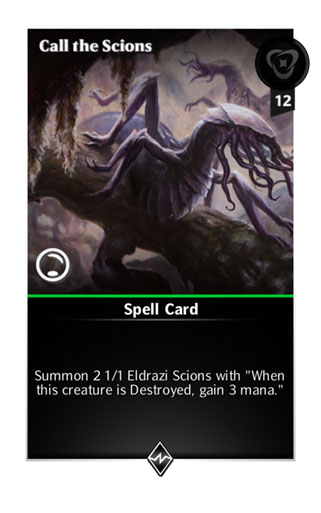 Call the Scions
12
Spell Card
Summon 2 1/1 Eldrazi Scions with "When
this creature is Destroyed, gain 3 mana."